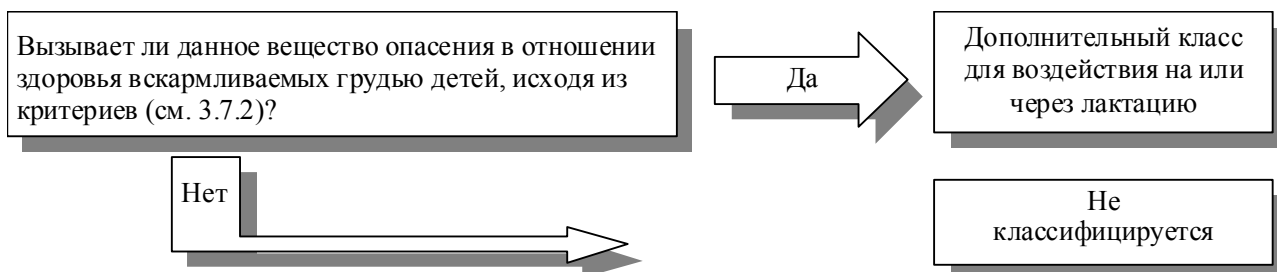 Вызывает ли данное вещество опасения в отношении
здоровья вскармливаемых грудью детей, исходя из
критериев (см. 3.7.2)?
Да
Дополнительный класс
для воздействия на или
через лактацию
Нет
Не
классифицируется